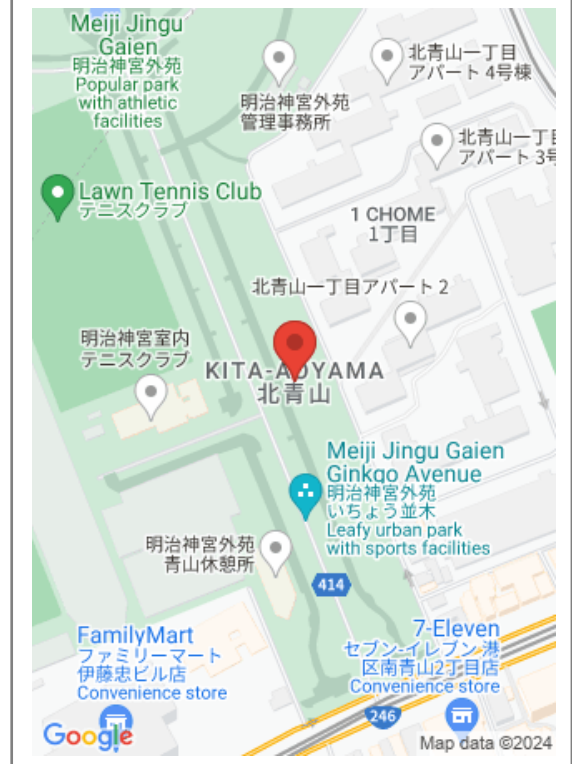 Meiji Jingu
Gaien
明治神宮外苑
Popular park
with athletic
facilities
北青山一丁目
アパート 4号棟
明治神宮外苑
管理事務所
北青山一丁目
アパート 3号
Lawn Tennis Club
テニスクラブ
1 CHOME
1丁目
北青山一丁目アパート 2
明治神宮室内
テニスクラブ
KITA-AOYAMA
北青山
Meiji Jingu Gaien
Ginkgo Avenue
明治神宮外苑
いちょう並木
Leafy urban park
with sports facilities
明治神宮外苑
青山休憩所
414
FamilyMart
ファミリーマート
伊藤忠ビル店
Convenience store
7-Eleven
セブン-イレブン 港
区南青山2丁目店
Convenience store
246
Google
Map data ©2024